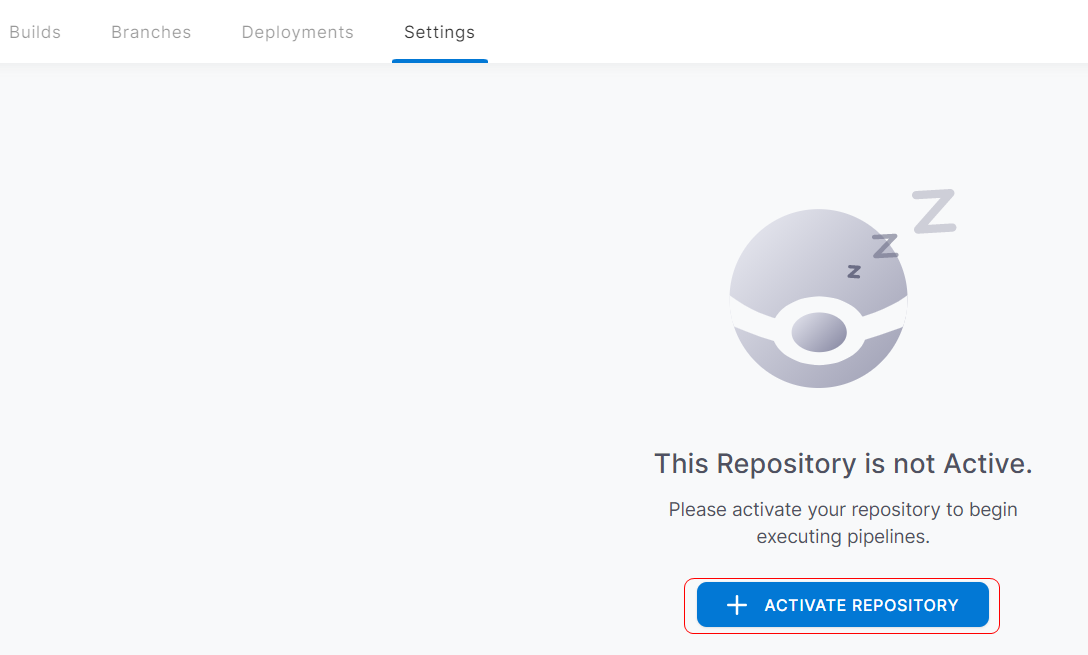 Builds Branches Deployments Settings
z
z
z
This Repository is not Active.
Please activate your repository to begin
executing pipelines.
ACTIVATE REPOSITORY